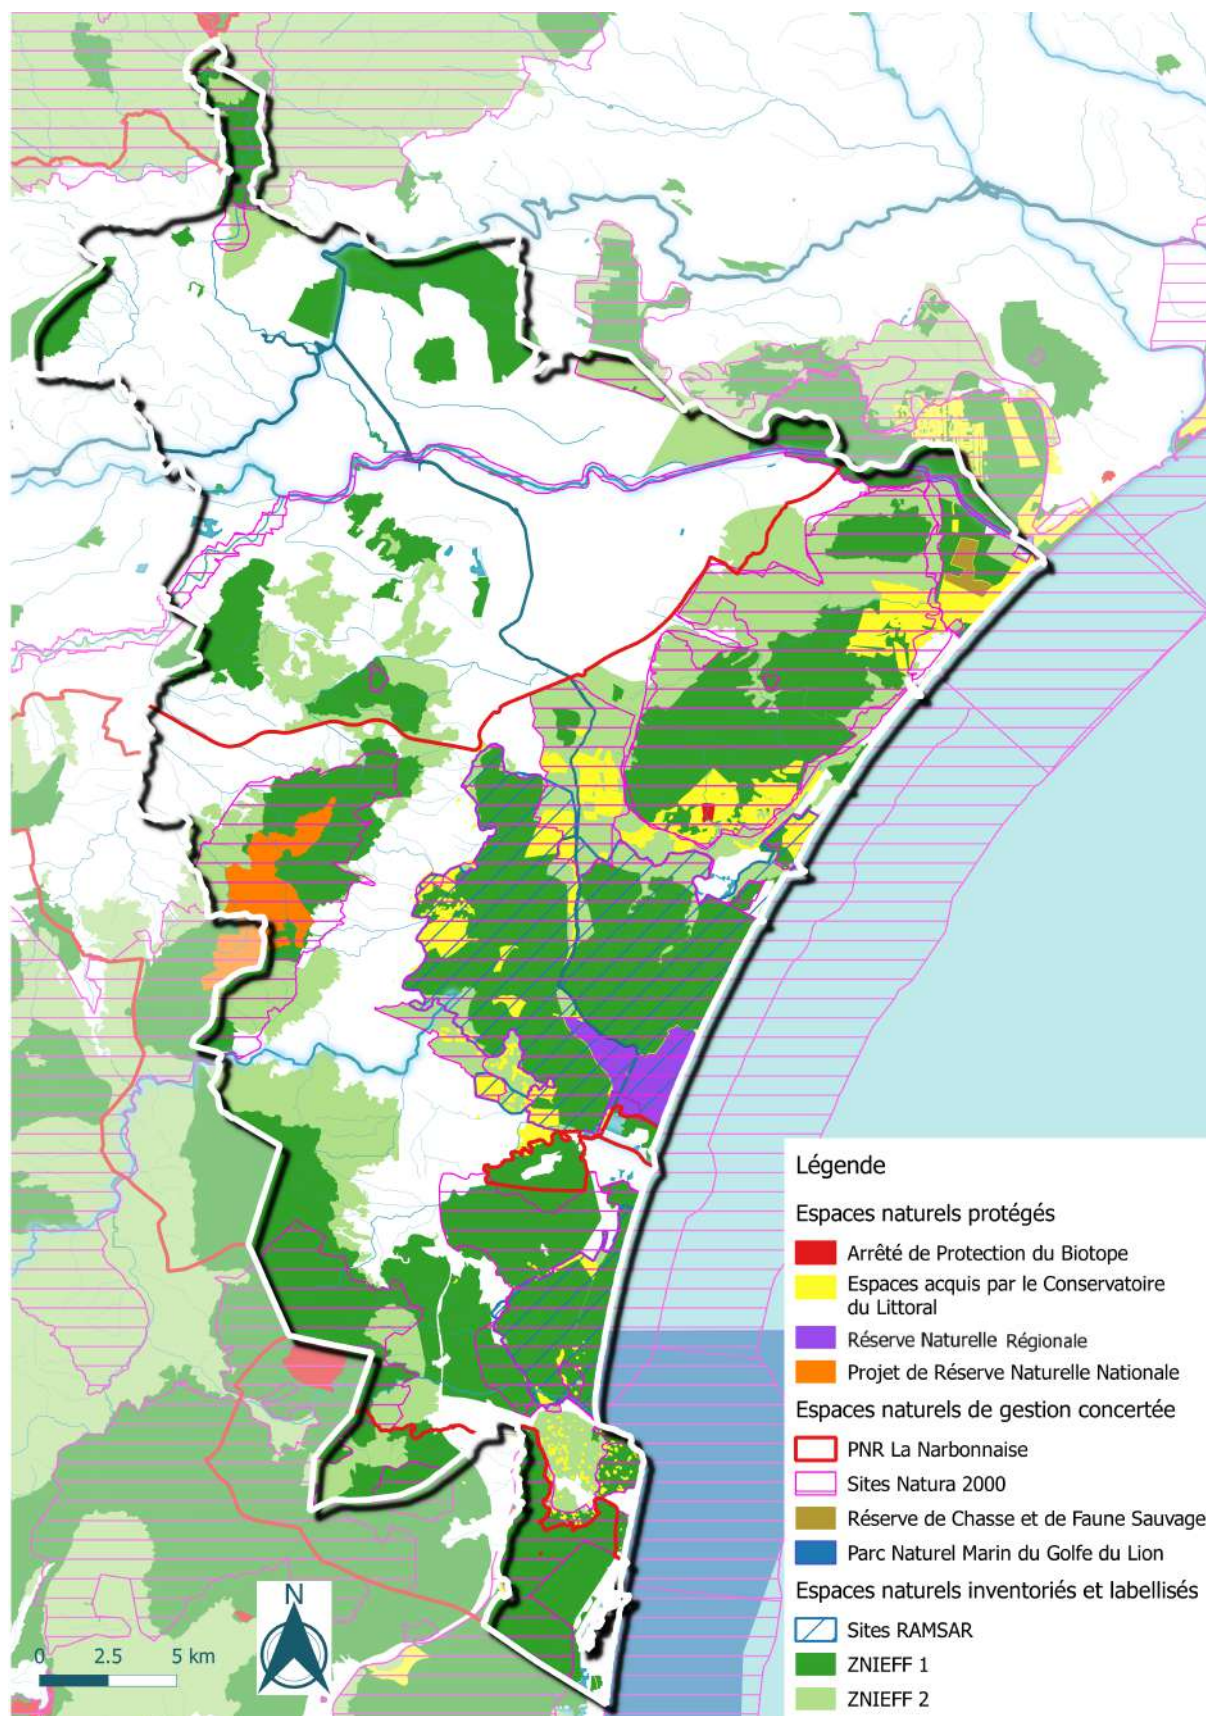 Légende
Espaces naturels protégés
Arrêté de Protection du Biotope
Espaces acquis par le Conservatoire
du Littoral
Réserve Naturelle Régionale
Projet de Réserve Naturelle Nationale
Espaces naturels de gestion concertée
PNR La Narbonnaise
Sites Natura 2000
Réserve de Chasse et de Faune Sauvage
Parc Naturel Marin du Golfe du Lion
Espaces naturels inventoriés et labellisés
Sites RAMSAR
ZNIEFF 1
ZNIEFF 2
N
0 2.5 5 km